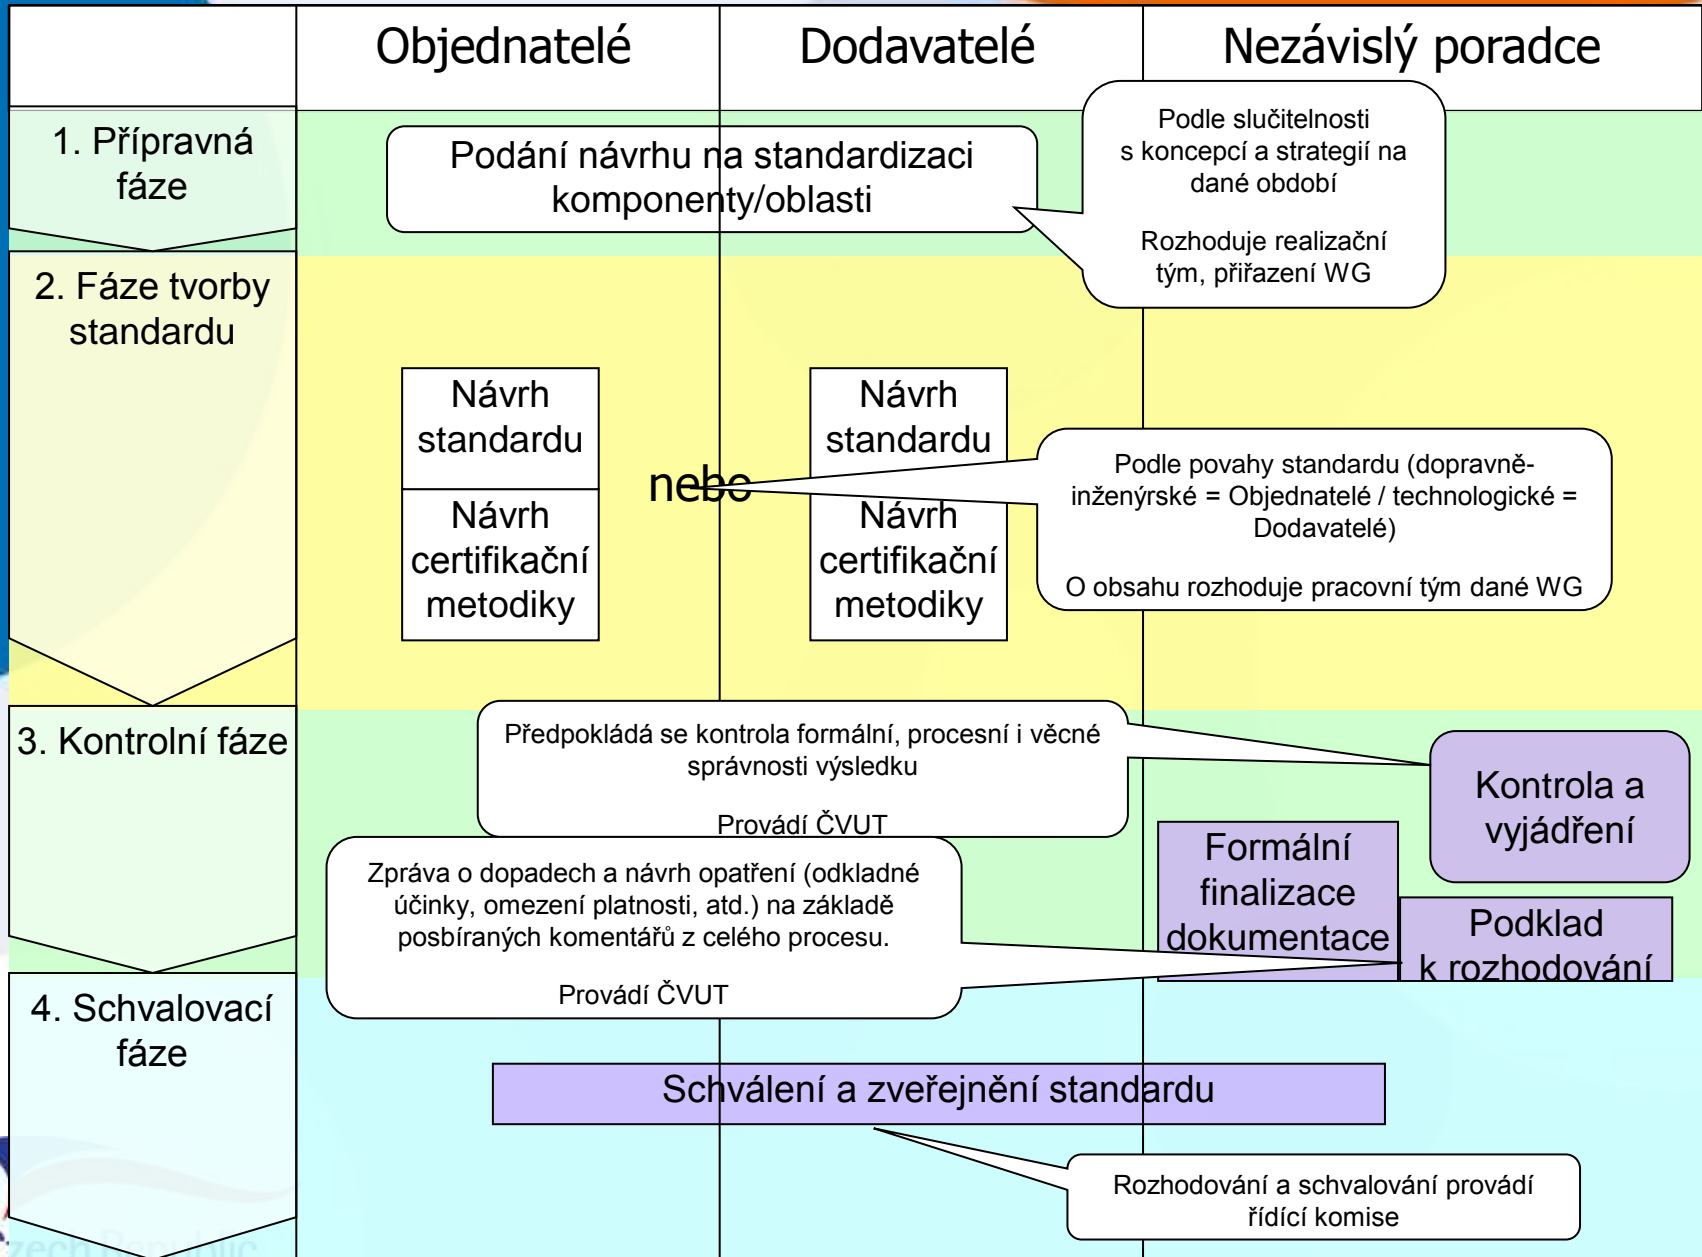 Objednatelé
Dodavatelé
Nezávislý poradce
1. Přípravná
fáze
Podání návrhu na standardizaci
komponenty/oblasti
Podle slučitelnosti
s koncepcí a strategií na
dané období
Rozhoduje realizační
tým, přiřazení WG
2. Fáze tvorby
standardu
Návrh
standardu
Návrh
certifikační
metodiky
nebo
Návrh
standardu
Návrh
certifikační
metodiky
Podle povahy standardu (dopravně-
inženýrské = Objednatelé / technologické =
Dodavatelé)
O obsahu rozhoduje pracovní tým dané WG
3. Kontrolní fáze
Předpokládá se kontrola formální, procesní i věcné
správnosti výsledku
Provádí ČVUT
Kontrola a
vyjádření
Formální
finalizace
dokumentace
Podklad
k rozhodování
Zpráva o dopadech a návrh opatření (odkladné
účinky, omezení platnosti, atd.) na základě
posbíraných komentářů z celého procesu.
Provádí ČVUT
4. Schvalovací
fáze
Schválení a zveřejnění standardu
Rozhodování a schvalování provádí
řídící komise
zech Republic